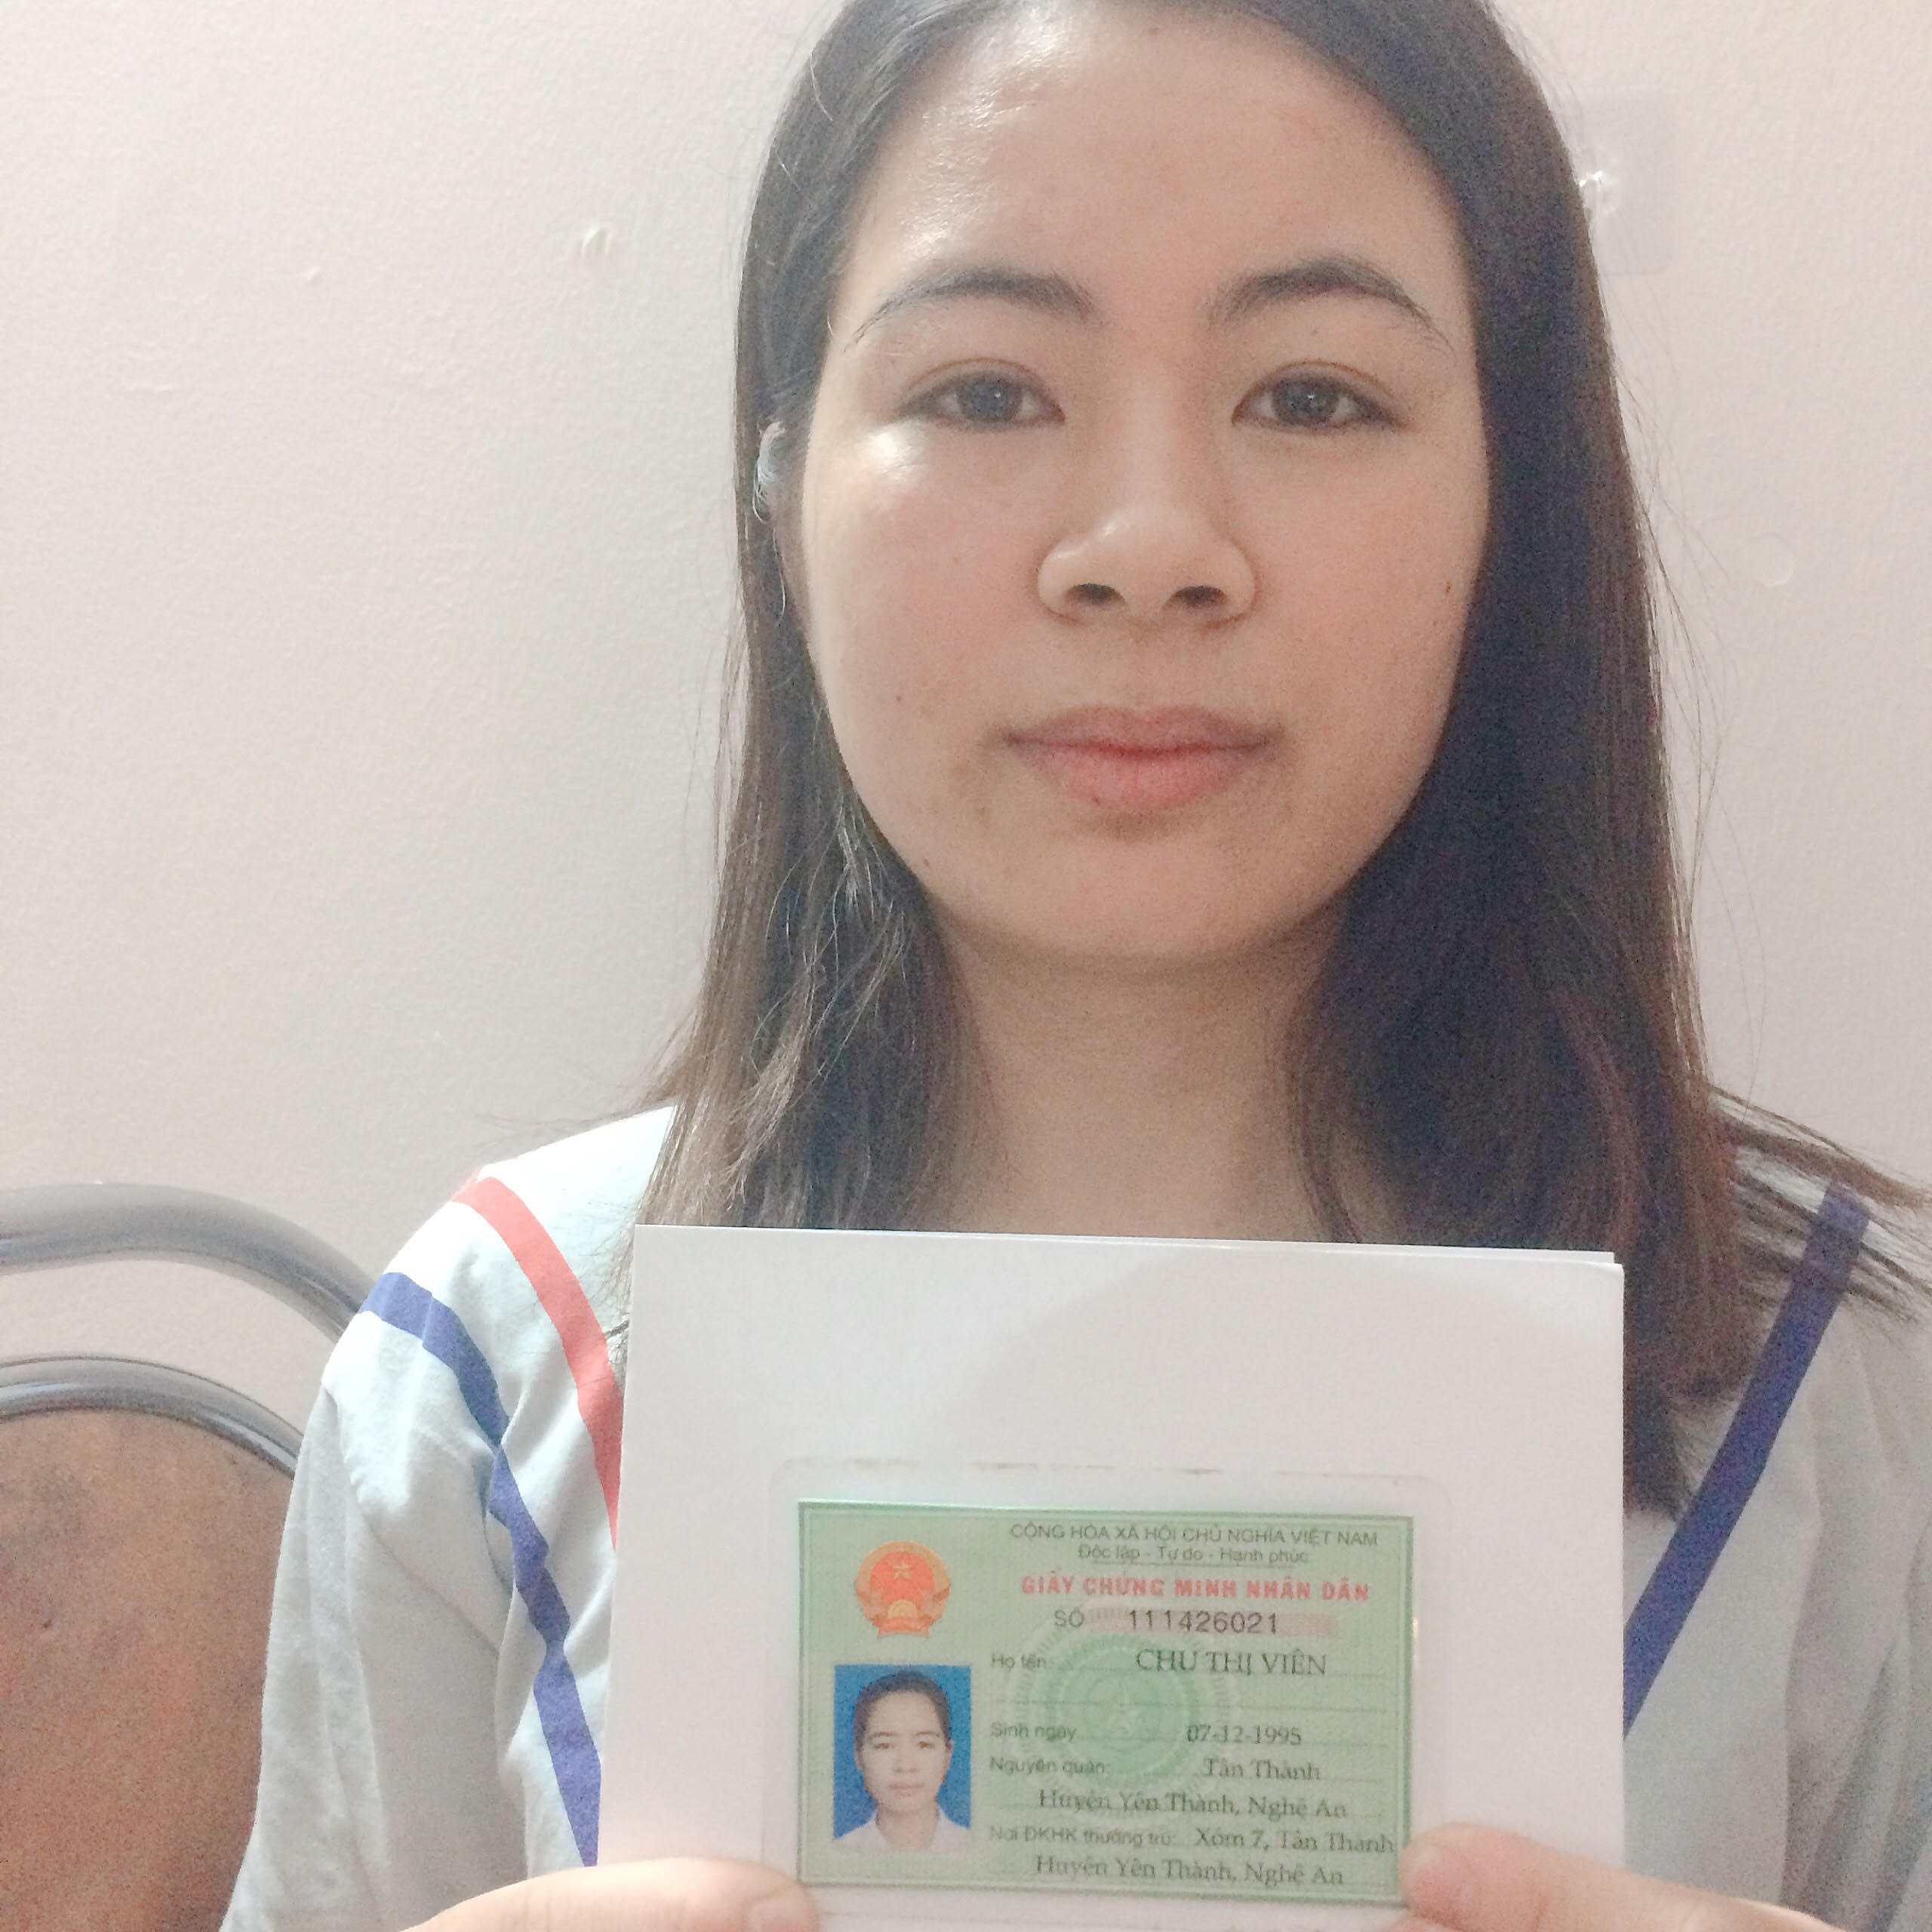 CỘNG HÒA XÃ HỘI CHỦ NGHĨA VIỆT NAM
Độc lập - Tự do - Hạnh phúc
GIẤY CHỨNG MINH NHÂN DÂN
SỐ 111426021
Họ tên: CHU THỊ VIÊN
Sinh ngày 07-12-1995
Nguyên quán: Tân Thành
Huyện Yên Thành, Nghệ An
Nơi ĐKHK thường trú: Xóm 7, Tân Thành
Huyện Yên Thành, Nghệ An